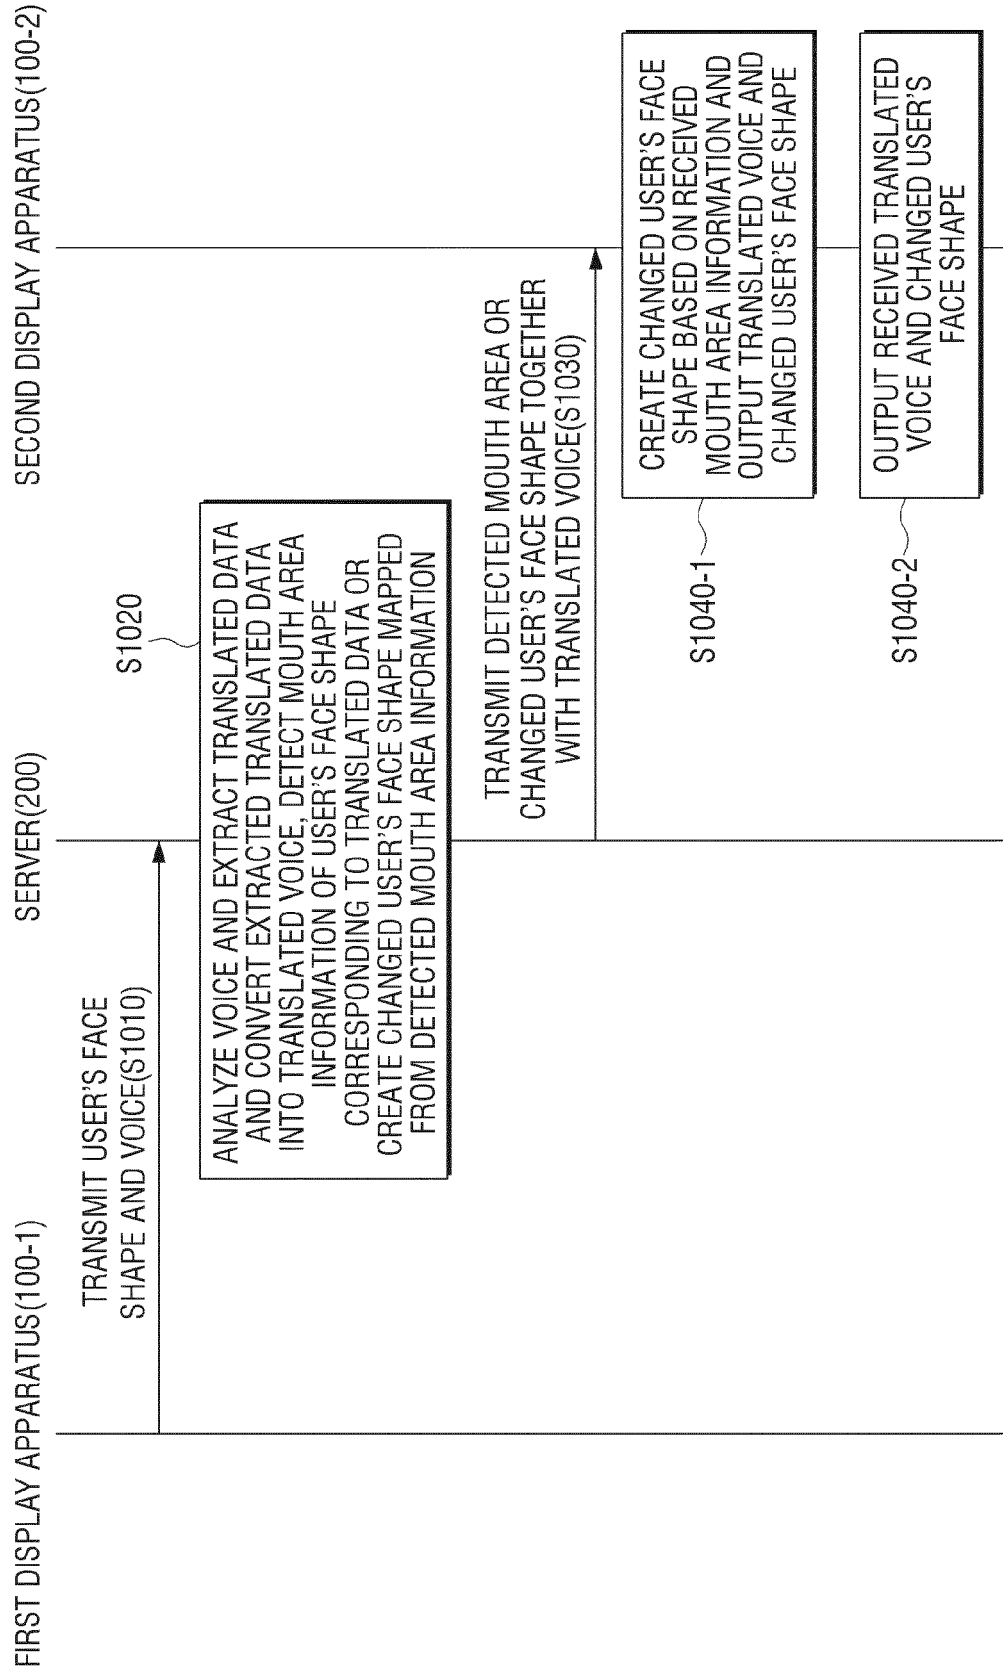 FIRST DISPLAY APPARATUS(100-1)
SERVER(200)
SECOND DISPLAY APPARATUS(100-2)
TRANSMIT USER'S FACE
SHAPE AND VOICE(S1010)
S1020
ANALYZE VOICE AND EXTRACT TRANSLATED DATA
AND CONVERT EXTRACTED TRANSLATED DATA
INTO TRANSLATED VOICE, DETECT MOUTH AREA
INFORMATION OF USER'S FACE SHAPE
CORRESPONDING TO TRANSLATED DATA OR
CREATE CHANGED USER'S FACE SHAPE MAPPED
FROM DETECTED MOUTH AREA INFORMATION
TRANSMIT DETECTED MOUTH AREA OR
CHANGED USER'S FACE SHAPE TOGETHER
WITH TRANSLATED VOICE(S1030)
S1040-1
CREATE CHANGED USER'S FACE
SHAPE BASED ON RECEIVED
MOUTH AREA INFORMATION AND
OUTPUT TRANSLATED VOICE AND
CHANGED USER'S FACE SHAPE
S1040-2
OUTPUT RECEIVED TRANSLATED
VOICE AND CHANGED USER'S
FACE SHAPE